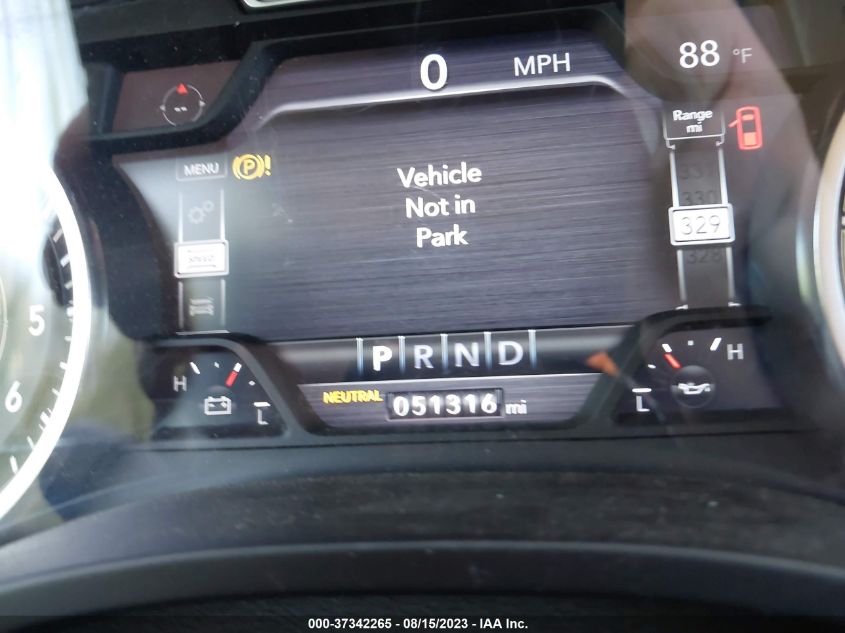 0 MPH
88 °F
Range
mi
MENU
Vehicle
Not in
Park
331
330
329
328
SPEED
5
6
P R N D
H
H
NEUTRAL 051316 mi
L
L
000-37342265 - 08/15/2023 - IAA Inc.